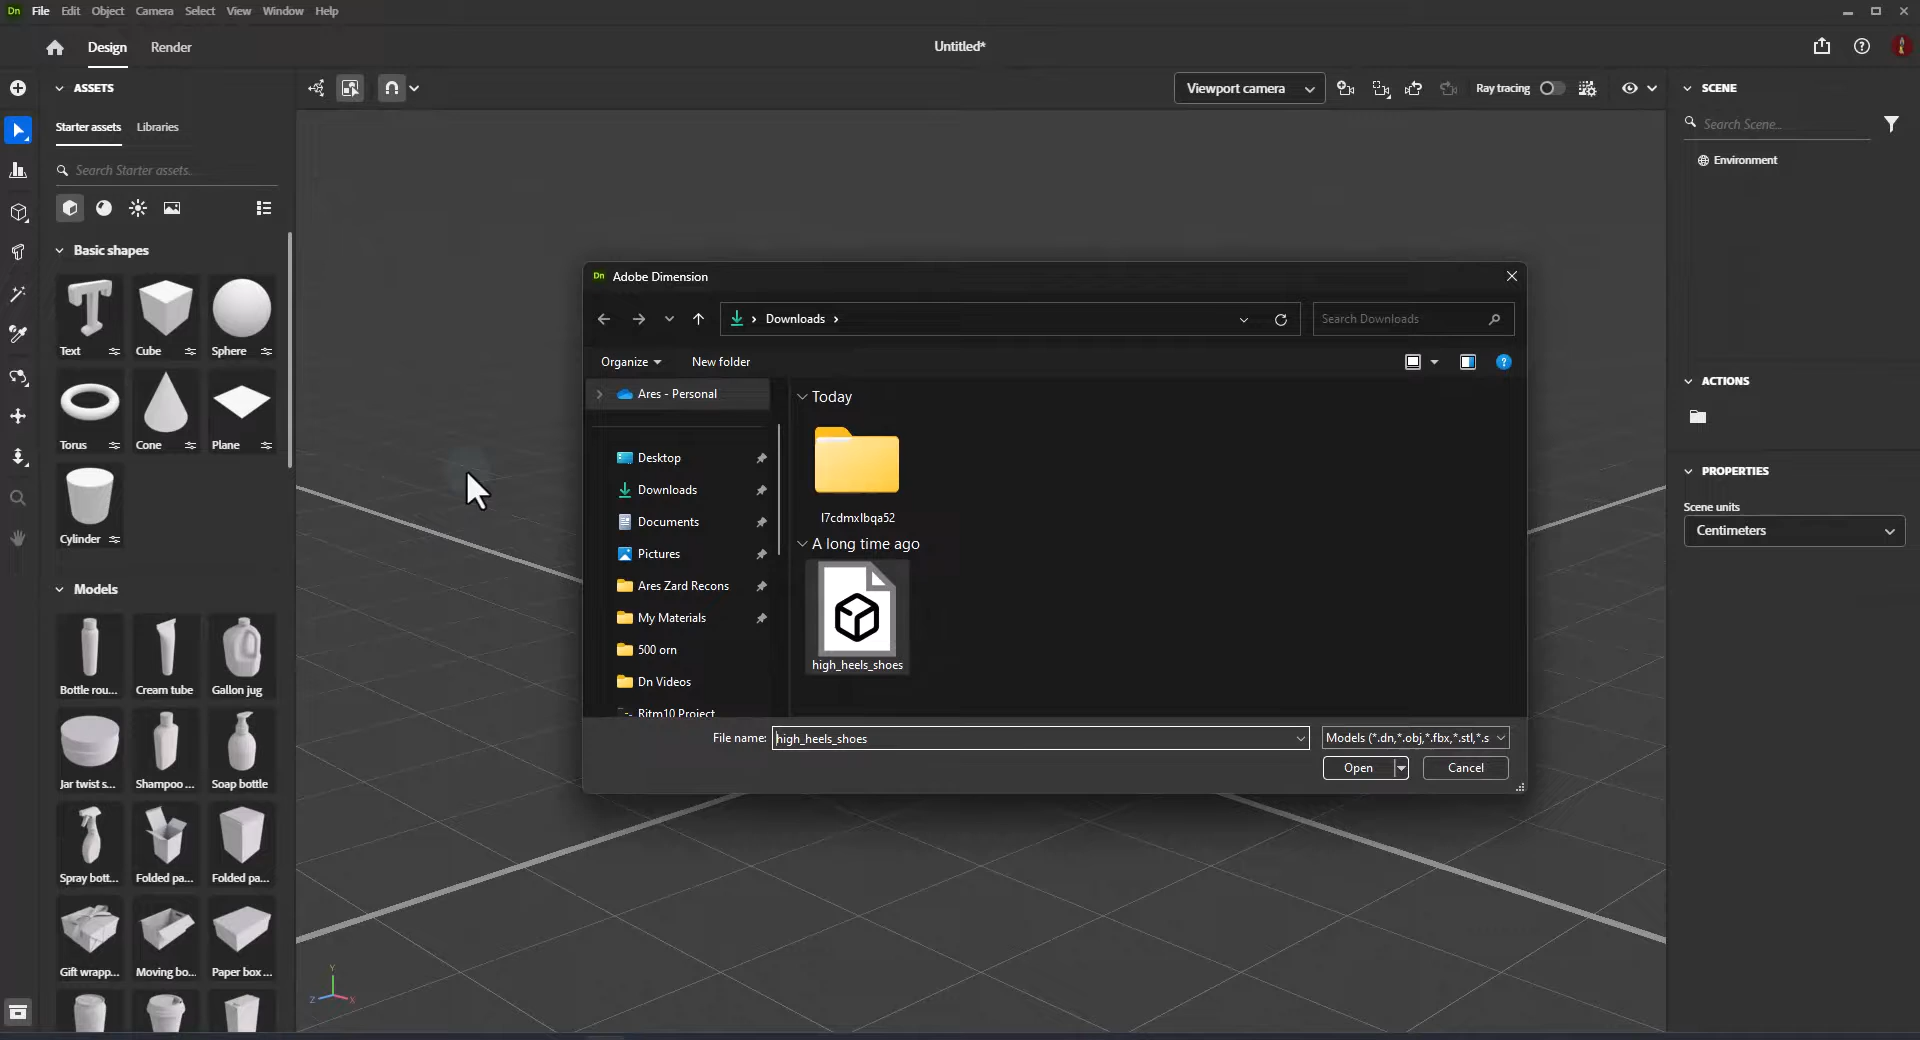 Dn File Edit Object Camera Select View Window Help
Design Render
Untitled*
ASSETS
Starter assets Libraries
Search Starter assets...
Basic shapes
Text Cube Sphere
Torus Cone Plane
Cylinder
Models
Bottle rou... Cream tube Gallon jug
Jar twist s... Shampoo ... Soap bottle
Spray bott... Folded pa... Folded pa...
Gift wrapp... Moving bo... Paper box ...
Viewport camera
Ray tracing
Dn Adobe Dimension
Downloads
Search Downloads
Organize New folder
Ares - Personal
Desktop
Downloads
Documents
Pictures
Ares Zard Recons
My Materials
500 orn
Dn Videos
Ritm10 Project
Today
l7cdmxlbqa52
A long time ago
high_heels_shoes
File name: high_heels_shoes
Models (*.dn,*.obj,*.fbx,*.stl,*.s
Open Cancel
Y
Z X
SCENE
Search Scene...
Environment
ACTIONS
PROPERTIES
Scene units
Centimeters